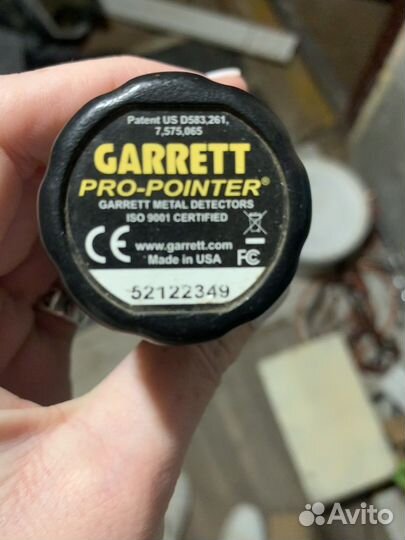 Patent US D583,261,
7,575,065
GARRETT
PRO-POINTER®
GARRETT METAL DETECTORS
ISO 9001 CERTIFIED
CE www.garrett.com FC
Made in USA
52122349
Avito